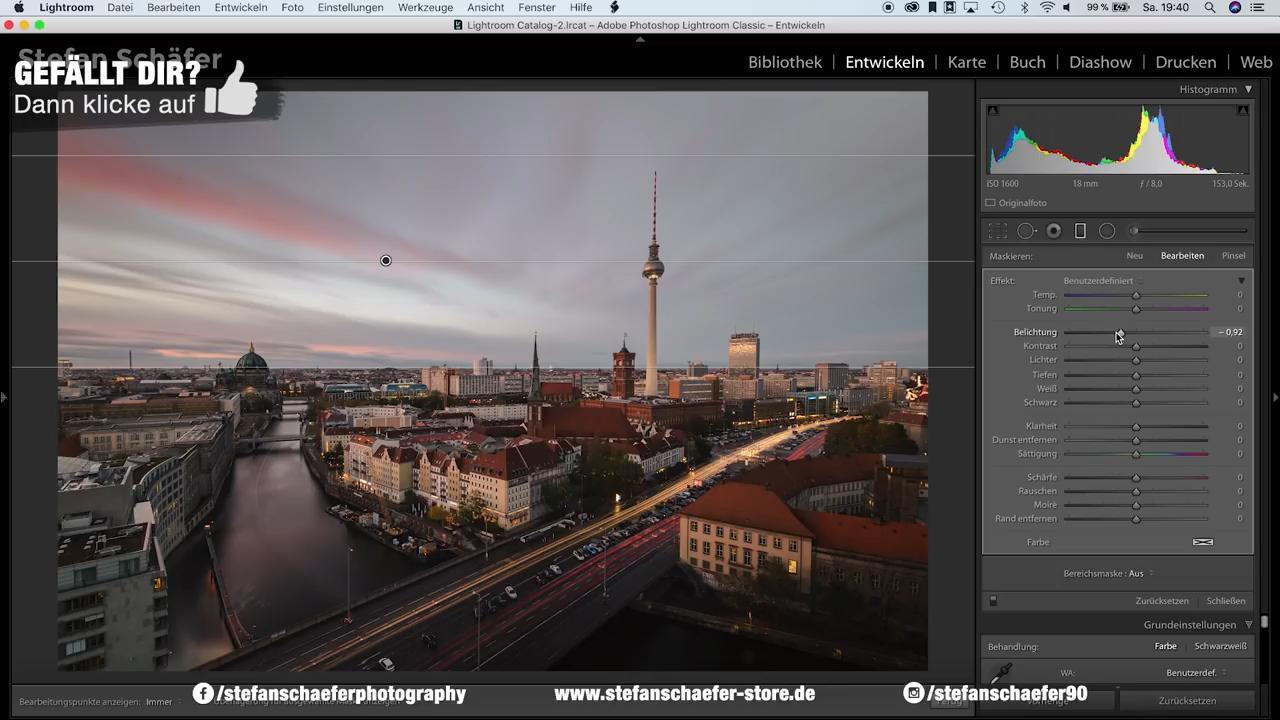 Lightroom Datei Bearbeiten Entwickeln Foto Einstellungen Werkzeuge Ansicht Fenster Hilfe 99 % Sa. 19:40
Lightroom Catalog-2.lrcat – Adobe Photoshop Lightroom Classic – Entwickeln
Stefan Schäfer
GEFÄLLT DIR?
Dann klicke auf
Bibliothek | Entwickeln | Karte | Buch | Diashow | Drucken | Web
Histogramm
ISO 1600 18 mm ƒ / 8,0 153,0 Sek.
Originalfoto
Maskieren: Neu Bearbeiten Pinsel
Effekt: Benutzerdefiniert
Temp. 0
Tonung 0
Belichtung – 0,92
Kontrast 0
Lichter 0
Tiefen 0
Weiß 0
Schwarz 0
Klarheit 0
Dunst entfernen 0
Sättigung 0
Schärfe 0
Rauschen 0
Moiré 0
Rand entfernen 0
Farbe
Bereichsmaske : Aus
Zurücksetzen Schließen
Grundeinstellungen
Behandlung: Farbe Schwarzweiß
WA: Benutzerdef.
/stefanschaeferphotography www.stefanschaefer-store.de /stefanschaefer90
Bearbeitungspunkte anzeigen: Immer
Vorherige Zurücksetzen